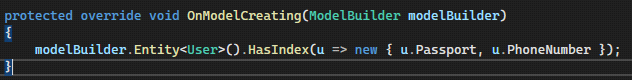 protected override void OnModelCreating(ModelBuilder modelBuilder)
{
    modelBuilder.Entity<User>().HasIndex(u => new { u.Passport, u.PhoneNumber });
}